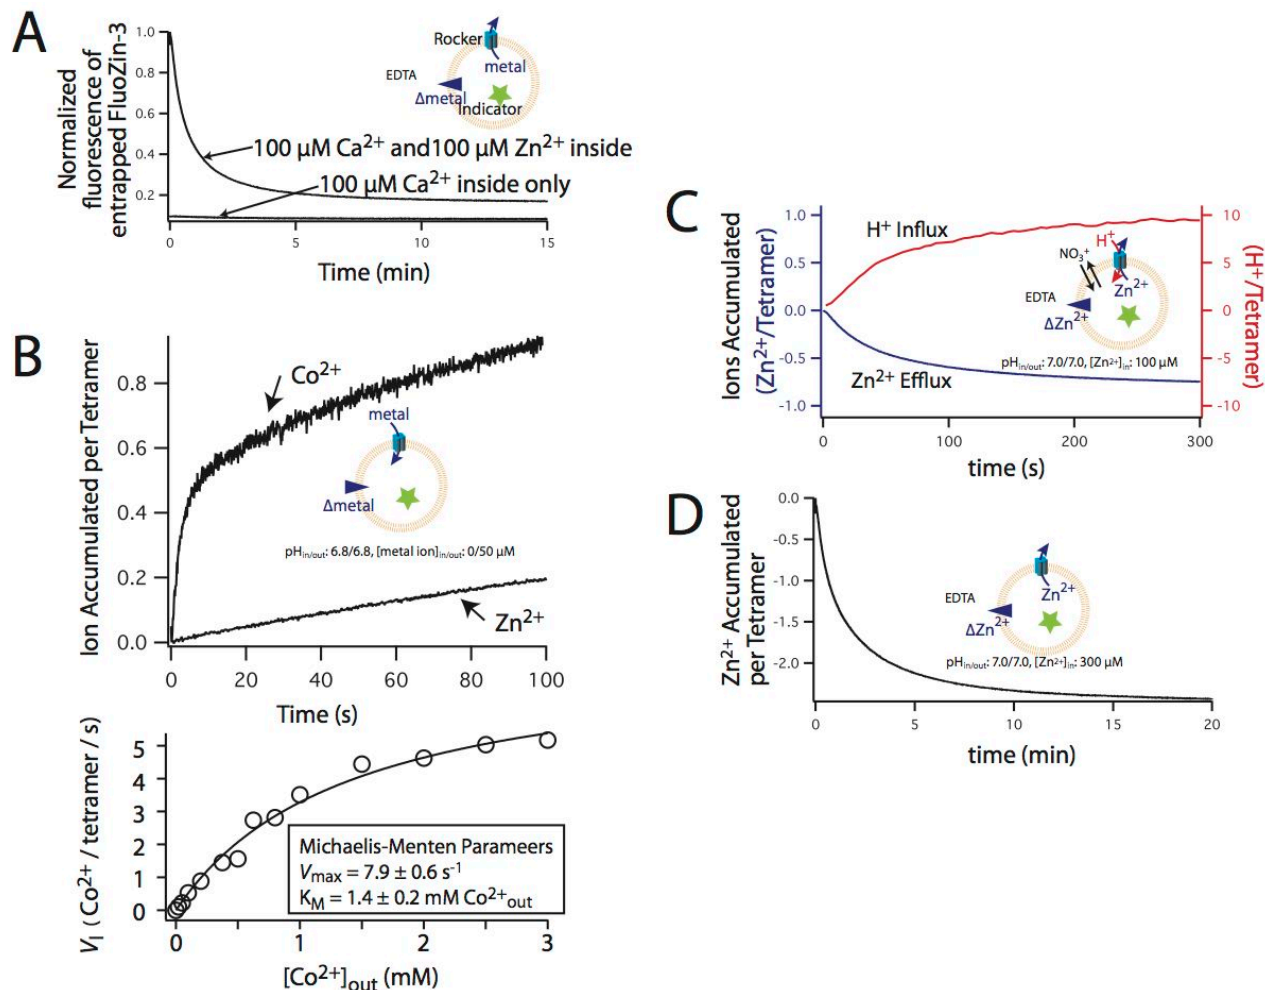 A
Normalized
fluorescence of
entrapped FluoZin-3
1.0
0.8
0.6
0.4
0.2
Rocker
metal
EDTA
Δmetal
Indicator
100 µM Ca²⁺ and100 µM Zn²⁺ inside
100 µM Ca²⁺ inside only
0 5 10 15
Time (min)
B
Ion Accumulated per Tetramer
0.8
0.6
0.4
0.2
0.0
Co²⁺
metal
Δmetal
pHin/out: 6.8/6.8, [metal ion]in/out: 0/50 µM
Zn²⁺
0 20 40 60 80 100
Time (s)
VI ( Co²⁺ / tetramer / s)
5
4
3
2
1
0
Michaelis-Menten Parameers
Vmax = 7.9 ± 0.6 s⁻¹
KM = 1.4 ± 0.2 mM Co²⁺out
0 1 2 3
[Co²⁺]out (mM)
C
Ions Accumulated
(Zn²⁺/Tetramer)
1.0
0.5
0.0
-0.5
-1.0
H⁺ Influx
Zn²⁺ Efflux
H⁺
NO₃⁺
Zn²⁺
EDTA
ΔZn²⁺
pHin/out: 7.0/7.0, [Zn²⁺]in: 100 µM
10
5
0
-5
-10
(H⁺/Tetramer)
0 100 200 300
time (s)
D
Zn²⁺ Accumulated
per Tetramer
0.0
-0.5
-1.0
-1.5
-2.0
Zn²⁺
EDTA
ΔZn²⁺
pHin/out: 7.0/7.0, [Zn²⁺]in: 300 µM
0 5 10 15 20
time (min)